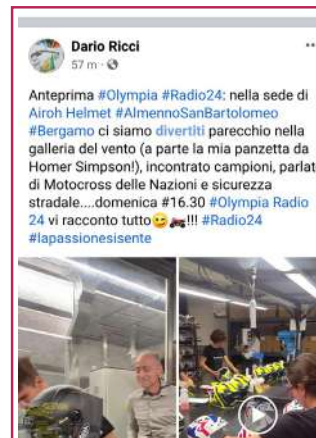 Dario Ricci
57 m ·
Anteprima #Olympia #Radio24: nella sede di
Airoh Helmet #AlmennoSanBartolomeo
#Bergamo ci siamo divertiti parecchio nella
galleria del vento (a parte la mia panzetta da
Homer Simpson!), incontrato campioni, parlat
di Motocross delle Nazioni e sicurezza
stradale....domenica #16.30 #Olympia Radio
24 vi racconto tutto😉🏍️!!! #Radio24
#lapassionesisente